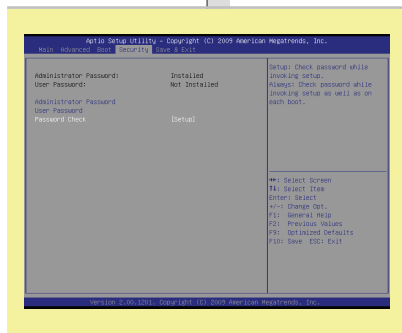 Aptio Setup Utility – Copyright (C) 2009 American Megatrends, Inc.
Main Advanced Boot Security Save & Exit
Administrator Password: Installed
User Password: Not Installed
Administrator Password
User Password
Password Check [Setup]
Setup: Check password while
invoking setup.
Always: Check password while
invoking setup as well as on
each boot.
→←: Select Screen
↑↓: Select Item
Enter: Select
+/-: Change Opt.
F1: General Help
F2: Previous Values
F9: Optimized Defaults
F10: Save ESC: Exit
Version 2.00.1201. Copyright (C) 2009 American Megatrends, Inc.